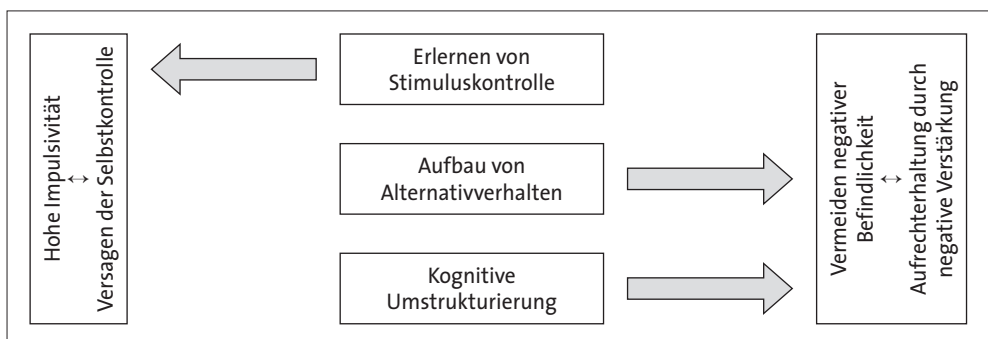 Hohe Impulsivität
↔
Versagen der Selbstkontrolle
Erlernen von
Stimuluskontrolle
Aufbau von
Alternativverhalten
Kognitive
Umstrukturierung
Vermeiden negativer
Befindlichkeit
↔
Aufrechterhaltung durch
negative Verstärkung